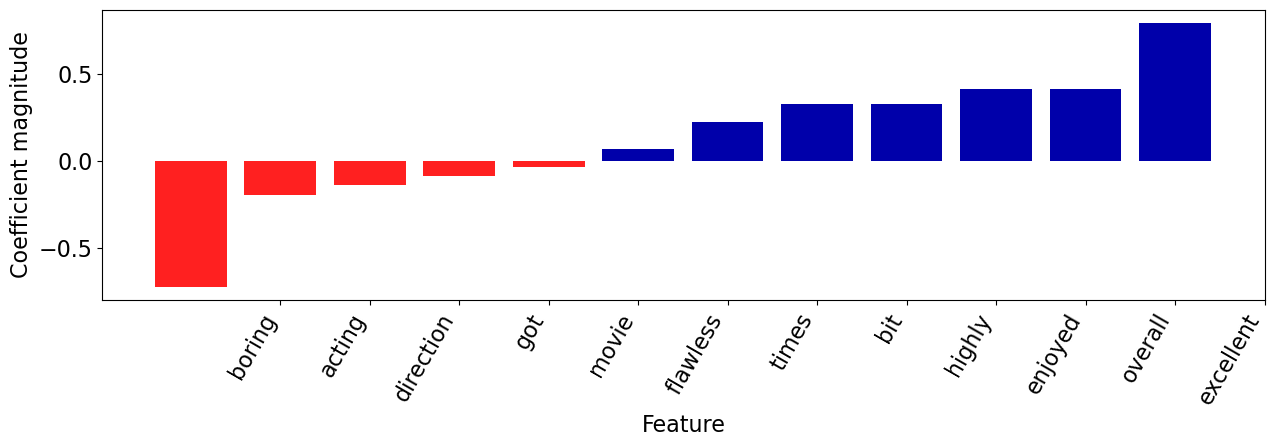 Coefficient magnitude
0.5
0.0
−0.5
boring
acting
direction
got
movie
flawless
times
bit
highly
enjoyed
overall
excellent
Feature